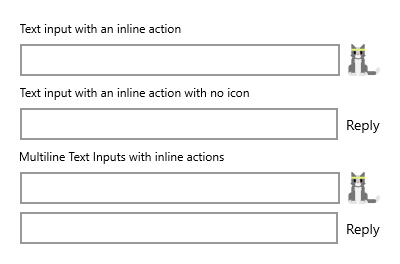 Text input with an inline action
Text input with an inline action with no icon
Reply
Multiline Text Inputs with inline actions
Reply